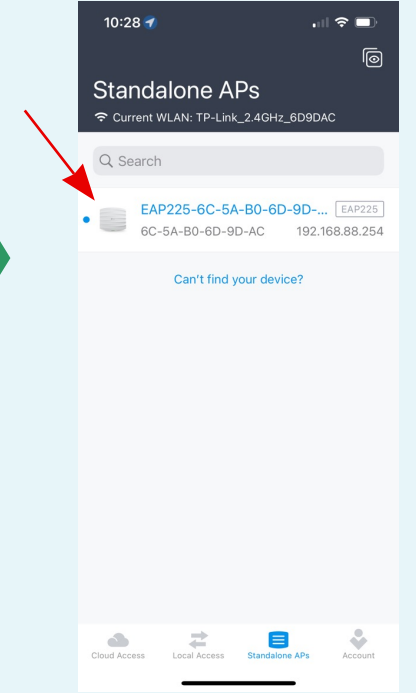 10:28
Standalone APs
Current WLAN: TP-Link_2.4GHz_6D9DAC
Search
EAP225-6C-5A-B0-6D-9D-... EAP225
6C-5A-B0-6D-9D-AC 192.168.88.254
Can't find your device?
Cloud Access Local Access Standalone APs Account